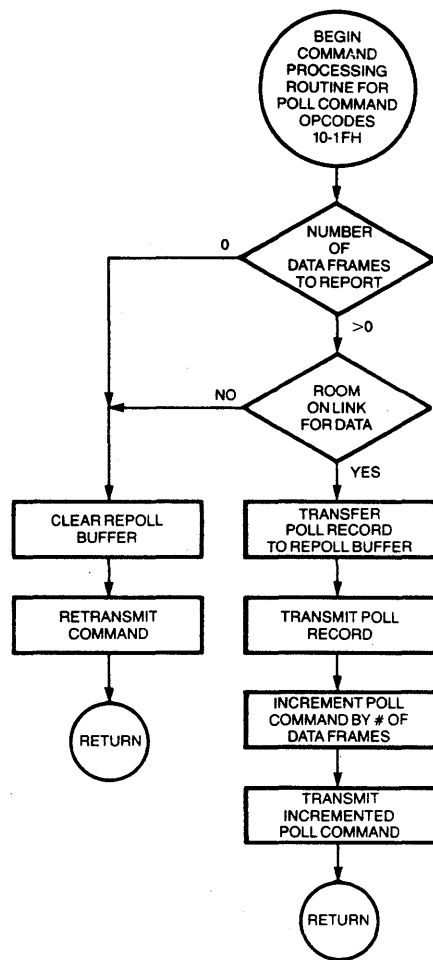 BEGIN
COMMAND
PROCESSING
ROUTINE FOR
POLL COMMAND
OPCODES
10-1FH
0
NUMBER
OF
DATA FRAMES
TO REPORT
>0
NO
ROOM
ON LINK
FOR DATA
YES
CLEAR REPOLL
BUFFER
TRANSFER
POLL RECORD
TO REPOLL BUFFER
RETRANSMIT
COMMAND
TRANSMIT POLL
RECORD
RETURN
INCREMENT POLL
COMMAND BY # OF
DATA FRAMES
TRANSMIT
INCREMENTED
POLL COMMAND
RETURN